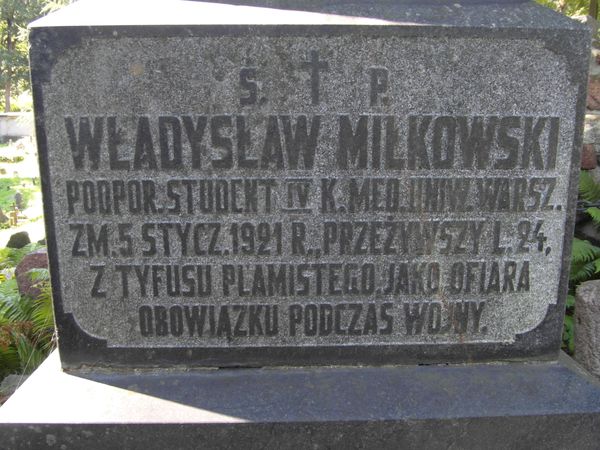 Ś. † P.
WŁADYSŁAW MIŁKOWSKI
PODPOR. STUDENT IV K. MED. UNIW. WARSZ.
ZM. 5 STYCZ. 1921 R., PRZEŻYWSZY L. 24,
Z TYFUSU PLAMISTEGO, JAKO OFIARA
OBOWIĄZKU PODCZAS WOJNY.